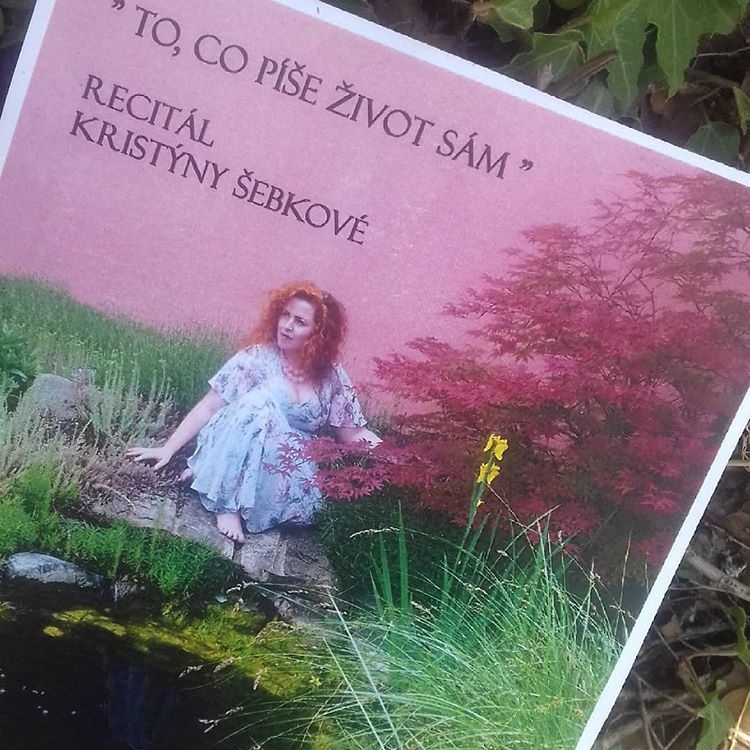 " TO, CO PÍŠE ŽIVOT SÁM "
RECITÁL
KRISTÝNY ŠEBKOVÉ